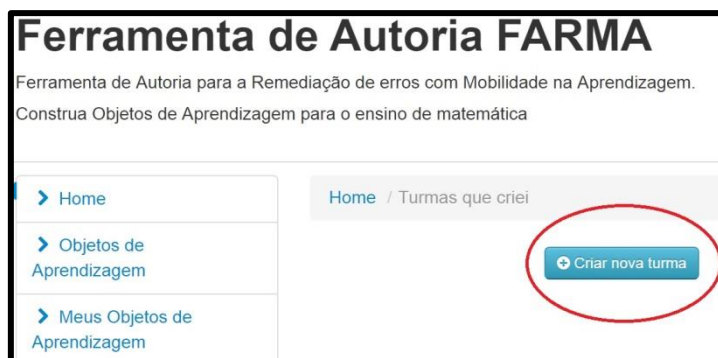 Ferramenta de Autoria FARMA
Ferramenta de Autoria para a Remediação de erros com Mobilidade na Aprendizagem.
Construa Objetos de Aprendizagem para o ensino de matemática
Home
Objetos de
Aprendizagem
Meus Objetos de
Aprendizagem
Home / Turmas que criei
Criar nova turma